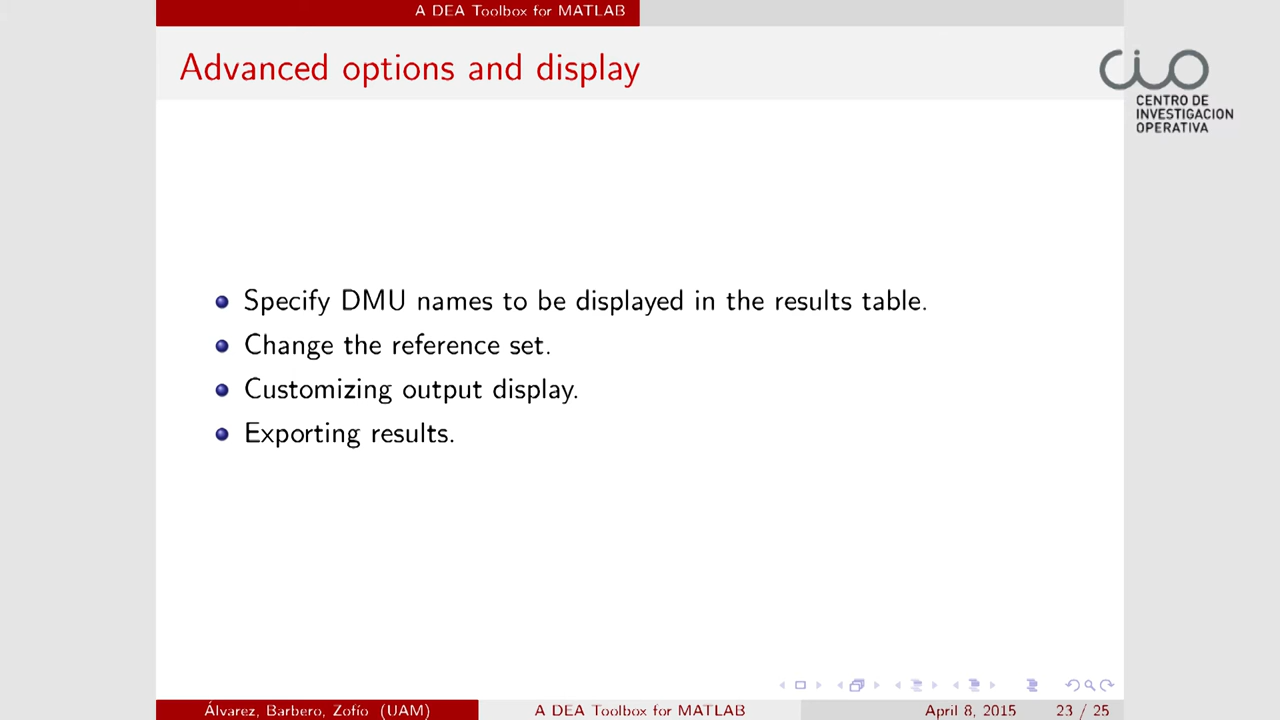 A DEA Toolbox for MATLAB
Advanced options and display
CIO
CENTRO DE
INVESTIGACION
OPERATIVA
Specify DMU names to be displayed in the results table.
Change the reference set.
Customizing output display.
Exporting results.
Álvarez, Barbero, Zofío (UAM)
A DEA Toolbox for MATLAB
April 8, 2015
23 / 25